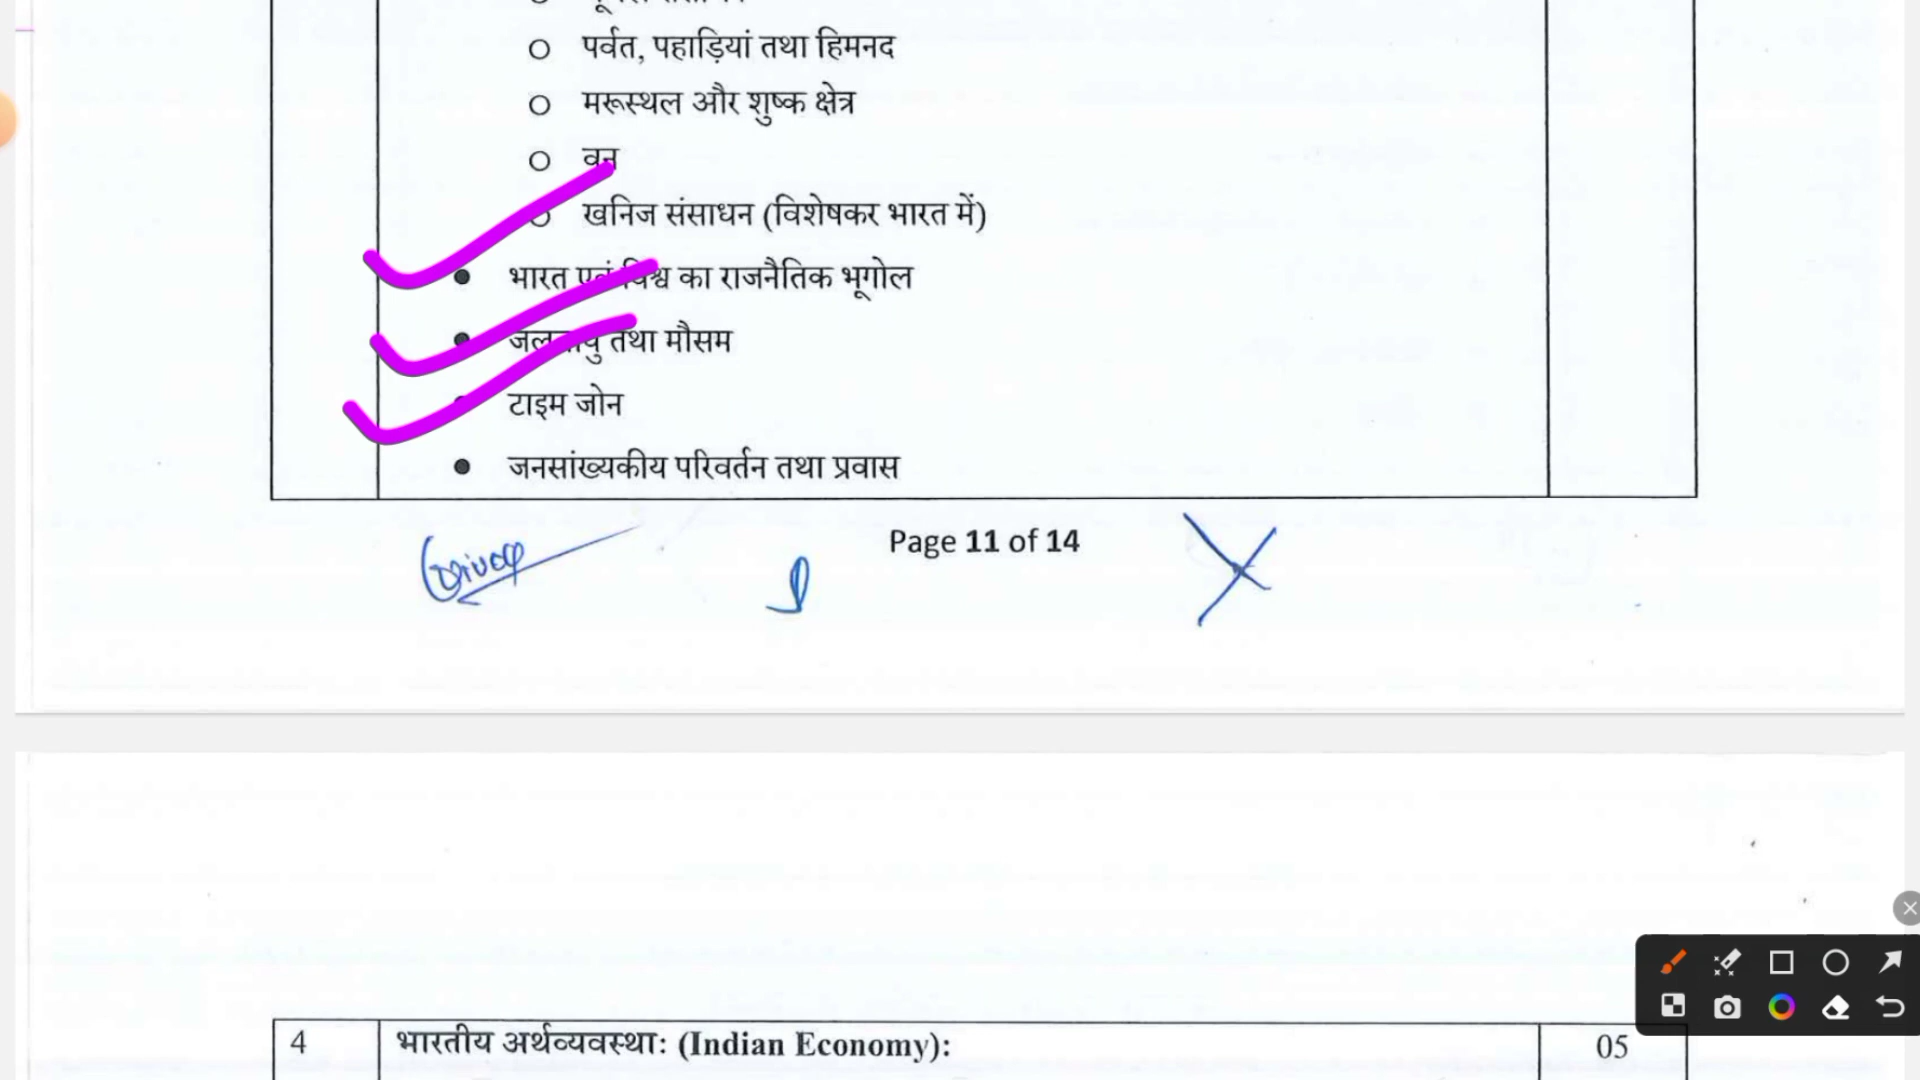 पर्वत, पहाड़ियां तथा हिमनद
मरूस्थल और शुष्क क्षेत्र
वन
खनिज संसाधन (विशेषकर भारत में)
भारत एवं विश्व का राजनैतिक भूगोल
जलवायु तथा मौसम
टाइम जोन
जनसांख्यकीय परिवर्तन तथा प्रवास
Page 11 of 14
4 भारतीय अर्थव्यवस्था: (Indian Economy): 05